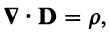 ∇ · D = ρ,